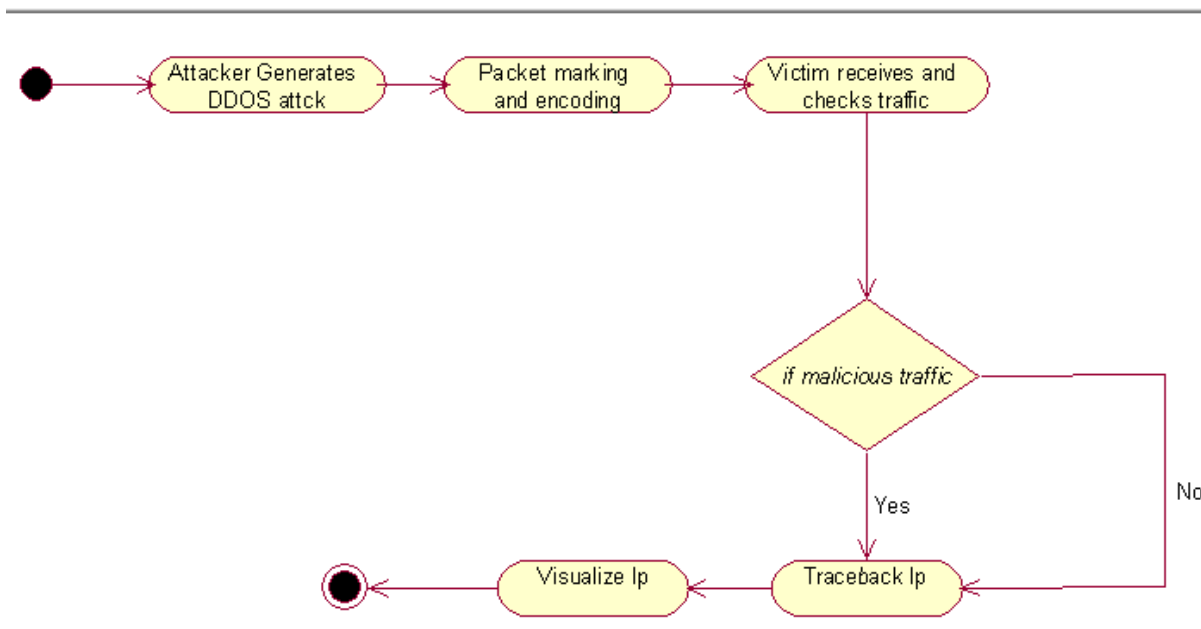 Attacker Generates
DDOS attck
Packet marking
and encoding
Victim receives and
checks traffic
if malicious traffic
Yes
No
Traceback Ip
Visualize Ip